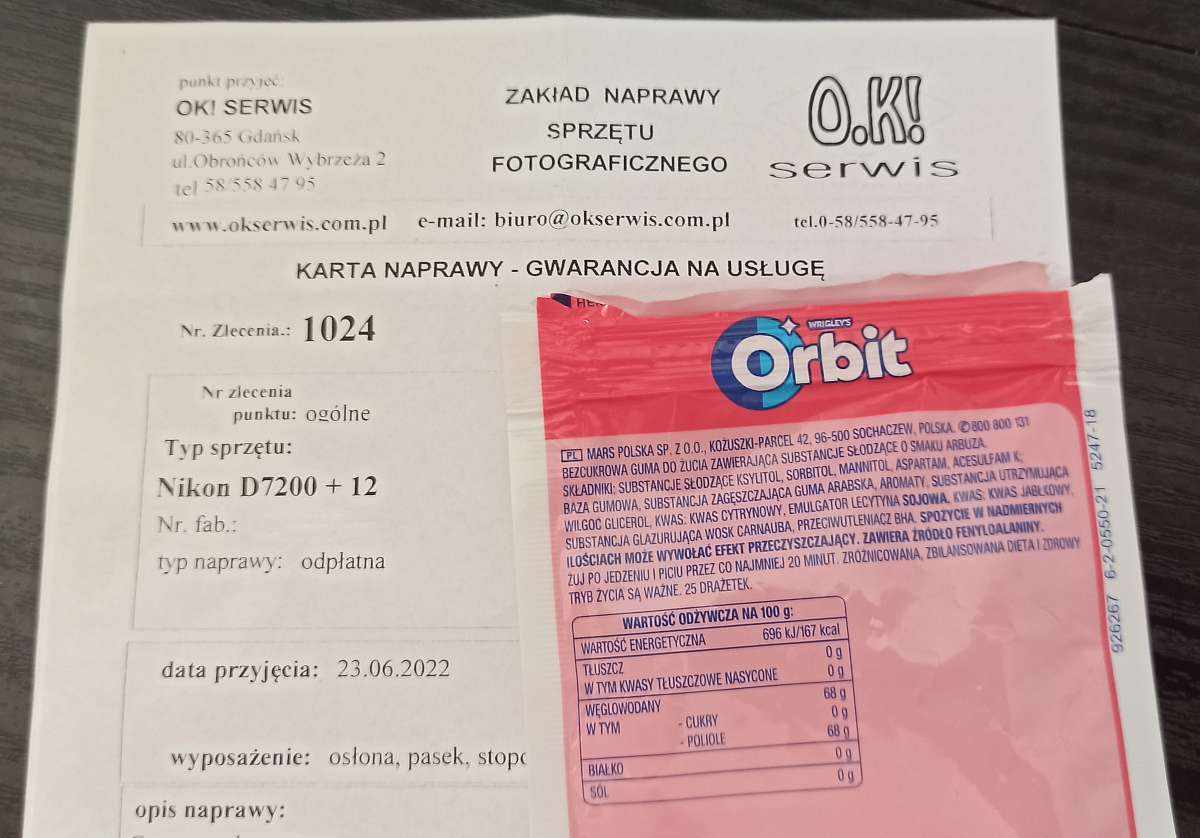 punkt przyjęć:
OK! SERWIS
80-365 Gdańsk
ul.Obrońców Wybrzeża 2
tel 58/558 47 95
ZAKŁAD NAPRAWY
SPRZĘTU
FOTOGRAFICZNEGO
O.K!
serwis
www.okserwis.com.pl e-mail: biuro@okserwis.com.pl tel.0-58/558-47-95
KARTA NAPRAWY - GWARANCJA NA USŁUGĘ
Nr. Zlecenia.: 1024
Nr zlecenia
punktu: ogólne
Typ sprzętu:
Nikon D7200 + 12
Nr. fab.:
typ naprawy: odpłatna
data przyjęcia: 23.06.2022
wyposażenie: osłona, pasek,
opis naprawy:
WRIGLEY'S
Orbit
PL MARS POLSKA SP. Z O.O., KOŻUSZKI-PARCEL 42, 96-500 SOCHACZEW, POLSKA. ✆800 800 131
BEZCUKROWA GUMA DO ŻUCIA ZAWIERAJĄCA SUBSTANCJE SŁODZĄCE O SMAKU ARBUZA.
SKŁADNIKI: SUBSTANCJE SŁODZĄCE KSYLITOL, SORBITOL, MANNITOL, ASPARTAM, ACESULFAM K;
BAZA GUMOWA, SUBSTANCJA ZAGĘSZCZAJĄCA GUMA ARABSKA, AROMATY, SUBSTANCJA UTRZYMUJĄCA
WILGOĆ GLICEROL, KWAS: KWAS CYTRYNOWY, EMULGATOR LECYTYNA SOJOWA, KWAS: KWAS JABŁKOWY,
SUBSTANCJA GLAZURUJĄCA WOSK CARNAUBA, PRZECIWUTLENIACZ BHA. SPOŻYCIE W NADMIERNYCH
ILOŚCIACH MOŻE WYWOŁAĆ EFEKT PRZECZYSZCZAJĄCY. ZAWIERA ŹRÓDŁO FENYLOALANINY.
ŻUJ PO JEDZENIU I PICIU PRZEZ CO NAJMNIEJ 20 MINUT. ZRÓŻNICOWANA, ZBILANSOWANA DIETA I ZDROWY
TRYB ŻYCIA SĄ WAŻNE. 25 DRAŻETEK.
WARTOŚĆ ODŻYWCZA NA 100 g:
WARTOŚĆ ENERGETYCZNA 696 kJ/167 kcal
TŁUSZCZ 0 g
W TYM KWASY TŁUSZCZOWE NASYCONE 0 g
WĘGLOWODANY 68 g
W TYM - CUKRY 0 g
- POLIOLE 68 g
BIAŁKO 0 g
SÓL 0 g
926267 6-2-0550-21 5247-18